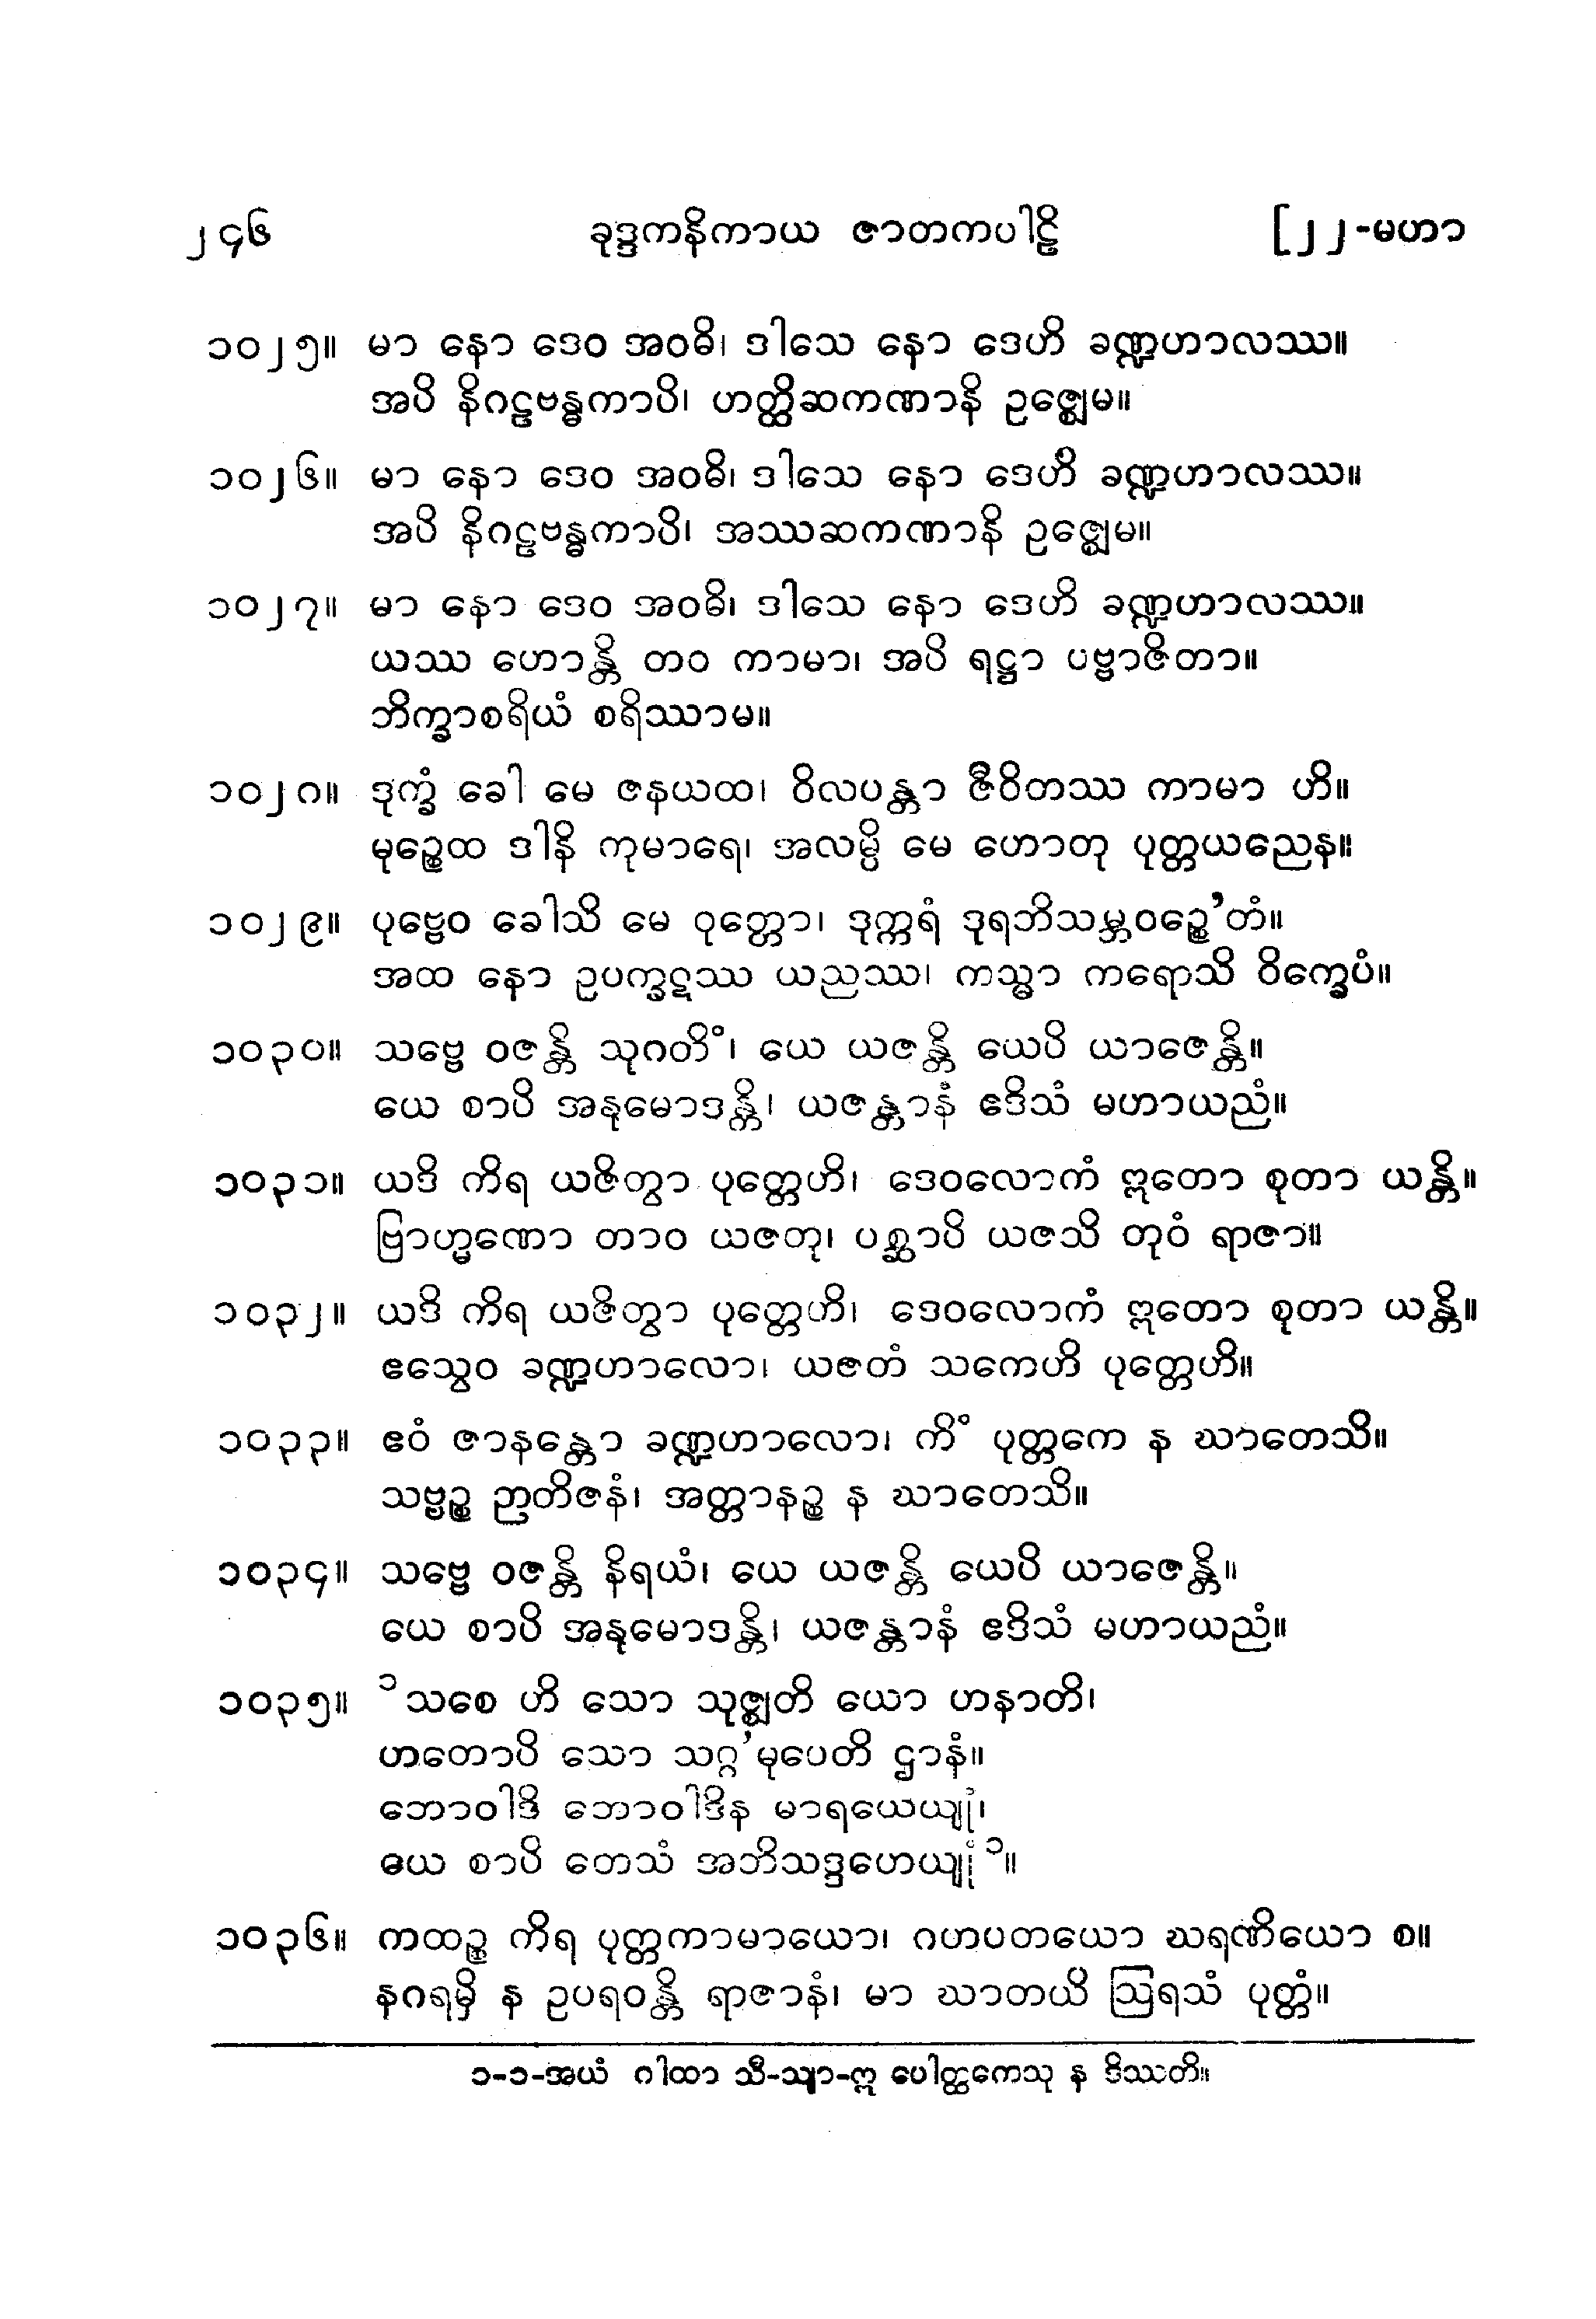 ၂၄၆ ခုဒ္ဒကနိကာယ ဇာတကပါဠိ [၂၂-မဟာ
၁၀၂၅။ မာ နော ဒေဝ အဝဓိ၊ ဒါသေ နော ဒေဟိ ခဏ္ဍဟာလဿ။
အပိ နိဂဠဗန္ဓကာပိ၊ ဟတ္ထိဆကဏာနိ ဥဇ္ဈေမ။
၁၀၂၆။ မာ နော ဒေဝ အဝဓိ၊ ဒါသေ နော ဒေဟိ ခဏ္ဍဟာလဿ။
အပိ နိဂဠဗန္ဓကာပိ၊ အဿဆကဏာနိ ဥဇ္ဈေမ။
၁၀၂၇။ မာ နော ဒေဝ အဝဓိ၊ ဒါသေ နော ဒေဟိ ခဏ္ဍဟာလဿ။
ယဿ ဟောန္တိ တဝ ကာမာ၊ အပိ ရဋ္ဌာ ပဗ္ဗာဇိတာ။
ဘိက္ခာစရိယံ စရိဿာမ။
၁၀၂၈။ ဒုက္ခံ ခေါ မေ ဇနယထ၊ ဝိလပန္တာ ဇီဝိတဿ ကာမာ ဟိ။
မုဉ္စေထ ဒါနိ ကုမာရေ၊ အလမ္ပိ မေ ဟောတု ပုတ္တယညေန။
၁၀၂၉။ ပုဗ္ဗေဝ ခေါသိ မေ ဝုတ္တော၊ ဒုက္ကရံ ဒုရဘိသမ္ဘဝဉ္စေ’တံ။
အထ နော ဥပက္ခဋဿ ယညဿ၊ ကသ္မာ ကရောသိ ဝိက္ခေပံ။
၁၀၃၀။ သဗ္ဗေ ဝဇန္တိ သုဂတိံ၊ ယေ ယဇန္တိ ယေပိ ယာဇေန္တိ။
ယေ စာပိ အနုမောဒန္တိ၊ ယဇန္တာနံ ဧဒိသံ မဟာယညံ။
၁၀၃၁။ ယဒိ ကိရ ယဇိတွာ ပုတ္တေဟိ၊ ဒေဝလောကံ ဣတော စုတာ ယန္တိ။
ဗြာဟ္မဏော တာဝ ယဇတု၊ ပစ္ဆာပိ ယဇသိ တုဝံ ရာဇာ။
၁၀၃၂။ ယဒိ ကိရ ယဇိတွာ ပုတ္တေဟိ၊ ဒေဝလောကံ ဣတော စုတာ ယန္တိ။
ဧသွေဝ ခဏ္ဍဟာလော၊ ယဇတံ သကေဟိ ပုတ္တေဟိ။
၁၀၃၃။ ဧဝံ ဇာနန္တော ခဏ္ဍဟာလော၊ ကိံ ပုတ္တကေ န ဃာတေသိ။
သဗ္ဗဉ္စ ဉာတိဇနံ၊ အတ္တာနဉ္စ န ဃာတေသိ။
၁၀၃၄။ သဗ္ဗေ ဝဇန္တိ နိရယံ၊ ယေ ယဇန္တိ ယေပိ ယာဇေန္တိ။
ယေ စာပိ အနုမောဒန္တိ၊ ယဇန္တာနံ ဧဒိသံ မဟာယညံ။
၁၀၃၅။ ၁သစေ ဟိ သော သုဇ္ဈတိ ယော ဟနာတိ၊
ဟတောပိ သော သဂ္ဂ’မုပေတိ ဌာနံ။
ဘောဝါဒိ ဘောဝါဒိန မာရယေယျုံ၊
ယေ စာပိ တေသံ အဘိသဒ္ဒဟေယျုံ၁။
၁၀၃၆။ ကထဉ္စ ကိရ ပုတ္တကာမာယော၊ ဂဟပတယော ဃရဏိယော စ။
နဂရမှိ န ဥပရဝန္တိ ရာဇာနံ၊ မာ ဃာတယိ ဩရသံ ပုတ္တံ။
၁-၁-အယံ ဂါထာ သီ-သျာ-ဣ ပေါတ္ထကေသု န ဒိဿတိ။